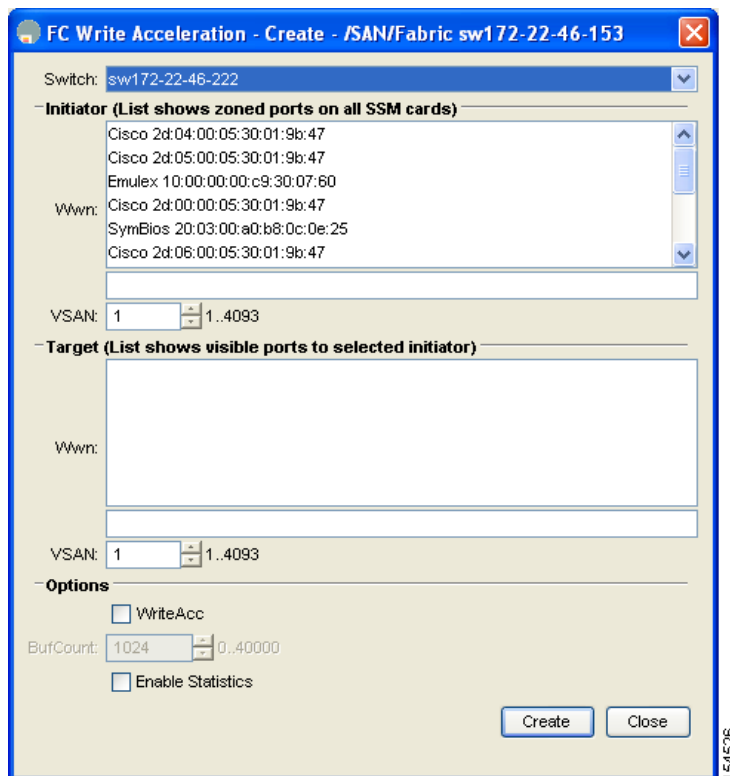 FC Write Acceleration - Create - /SAN/Fabric sw172-22-46-153
Switch: sw172-22-46-222
Initiator (List shows zoned ports on all SSM cards)
Cisco 2d:04:00:05:30:01:9b:47
Cisco 2d:05:00:05:30:01:9b:47
Emulex 10:00:00:00:c9:30:07:60
Wwn: Cisco 2d:00:00:05:30:01:9b:47
SymBios 20:03:00:a0:b8:0c:0e:25
Cisco 2d:06:00:05:30:01:9b:47
VSAN: 1 1..4093
Target (List shows visible ports to selected initiator)
Wwn:
VSAN: 1 1..4093
Options
WriteAcc
BufCount: 1024 0..40000
Enable Statistics
Create Close